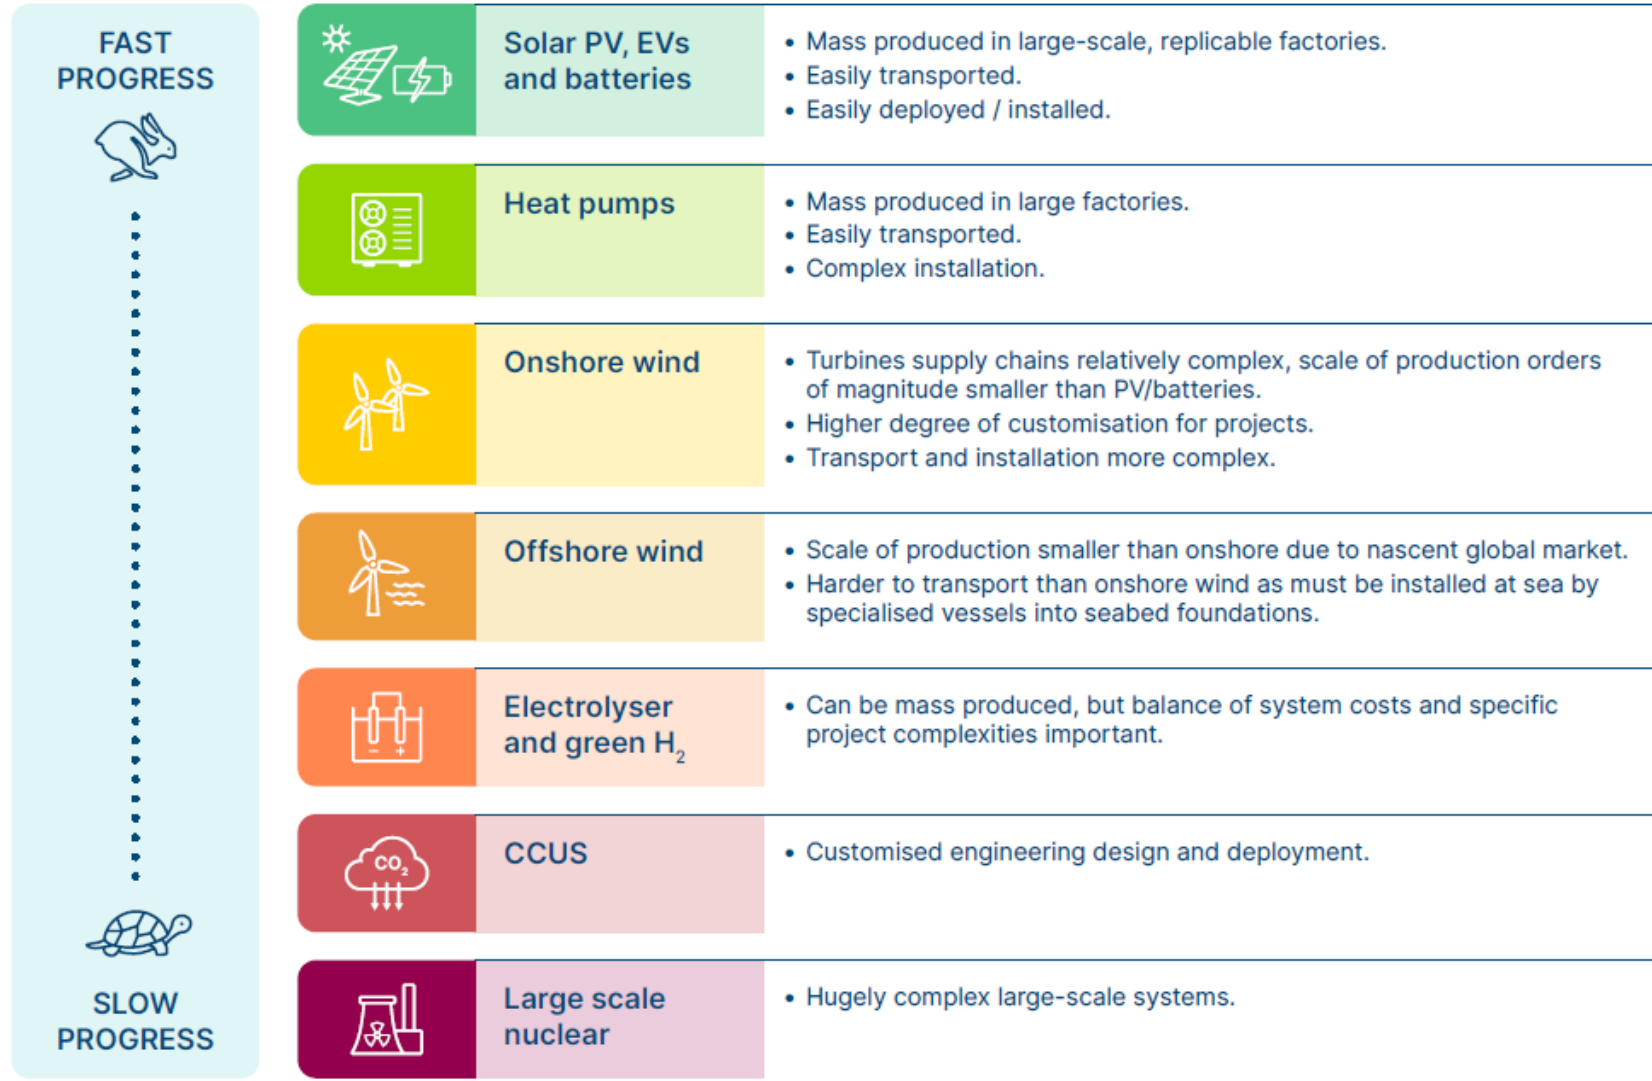 FAST
PROGRESS
Solar PV, EVs
and batteries
• Mass produced in large-scale, replicable factories.
• Easily transported.
• Easily deployed / installed.
Heat pumps
• Mass produced in large factories.
• Easily transported.
• Complex installation.
Onshore wind
• Turbines supply chains relatively complex, scale of production orders
of magnitude smaller than PV/batteries.
• Higher degree of customisation for projects.
• Transport and installation more complex.
Offshore wind
• Scale of production smaller than onshore due to nascent global market.
• Harder to transport than onshore wind as must be installed at sea by
specialised vessels into seabed foundations.
Electrolyser
and green H₂
• Can be mass produced, but balance of system costs and specific
project complexities important.
CO₂
CCUS
• Customised engineering design and deployment.
Large scale
nuclear
• Hugely complex large-scale systems.
SLOW
PROGRESS